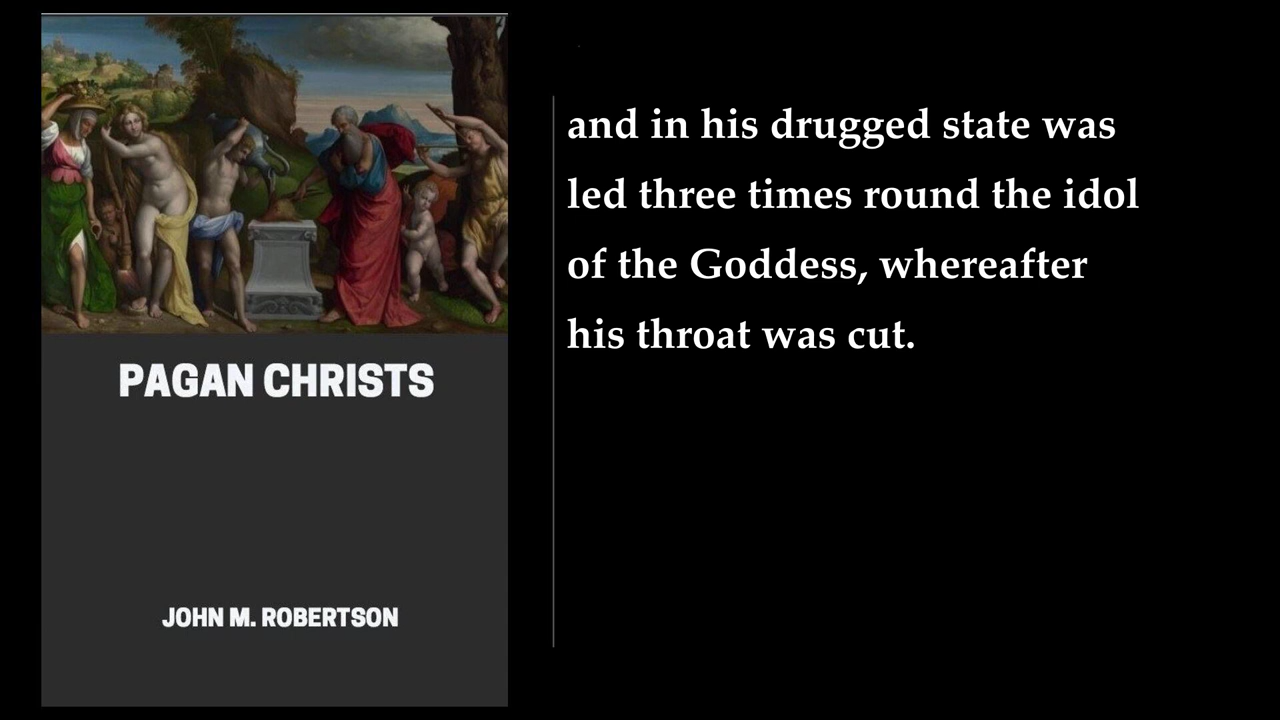 PAGAN CHRISTS
JOHN M. ROBERTSON
and in his drugged state was
led three times round the idol
of the Goddess, whereafter
his throat was cut.